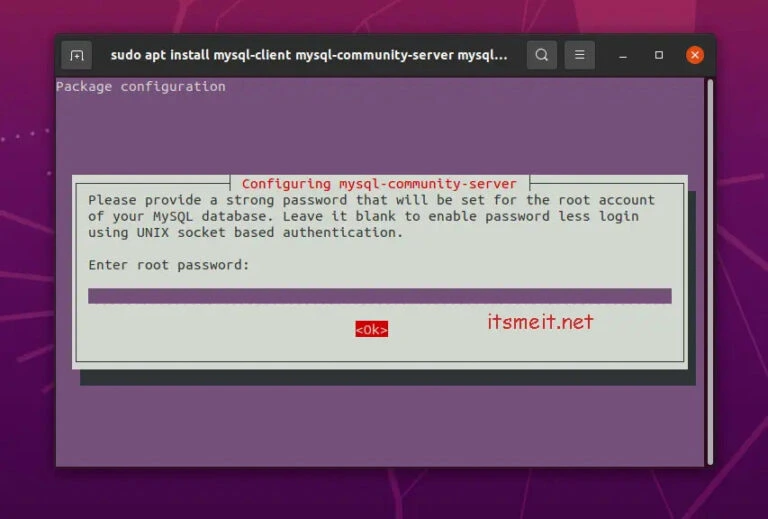 sudo apt install mysql-client mysql-community-server mysql...
Package configuration
Configuring mysql-community-server
Please provide a strong password that will be set for the root account
of your MySQL database. Leave it blank to enable password less login
using UNIX socket based authentication.
Enter root password:
<Ok>
itsmeit.net